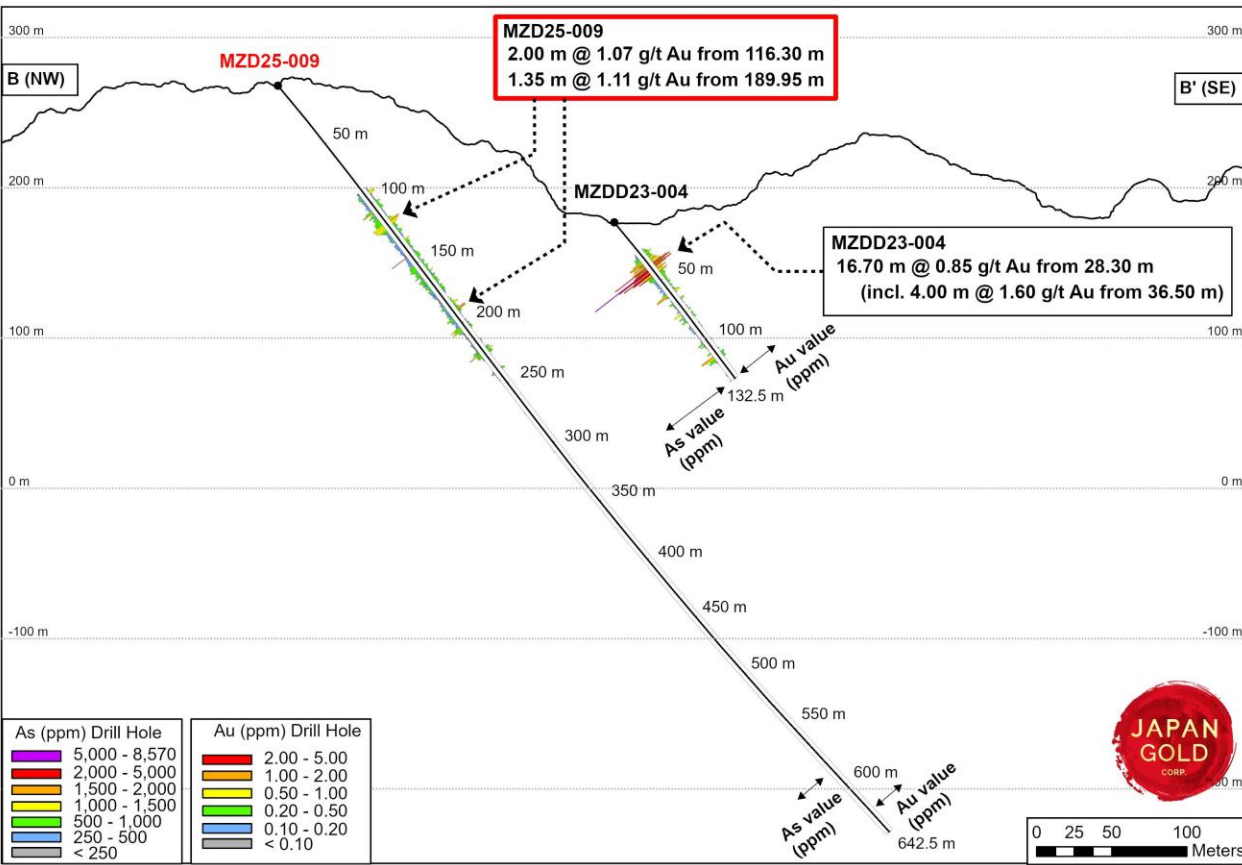 300 m
300 m
B (NW)
B' (SE)
MZD25-009
MZD25-009
2.00 m @ 1.07 g/t Au from 116.30 m
1.35 m @ 1.11 g/t Au from 189.95 m
50 m
200 m
200 m
100 m
MZDD23-004
150 m
50 m
MZDD23-004
16.70 m @ 0.85 g/t Au from 28.30 m
(incl. 4.00 m @ 1.60 g/t Au from 36.50 m)
200 m
100 m
100 m
100 m
250 m
132.5 m
Au value
(ppm)
As value
(ppm)
300 m
0 m
0 m
350 m
400 m
450 m
-100 m
-100 m
500 m
550 m
600 m
642.5 m
As value
(ppm)
Au value
(ppm)
As (ppm) Drill Hole
5,000 - 8,570
2,000 - 5,000
1,500 - 2,000
1,000 - 1,500
500 - 1,000
250 - 500
< 250
Au (ppm) Drill Hole
2.00 - 5.00
1.00 - 2.00
0.50 - 1.00
0.20 - 0.50
0.10 - 0.20
< 0.10
JAPAN
GOLD
CORP.
0 25 50 100
Meters